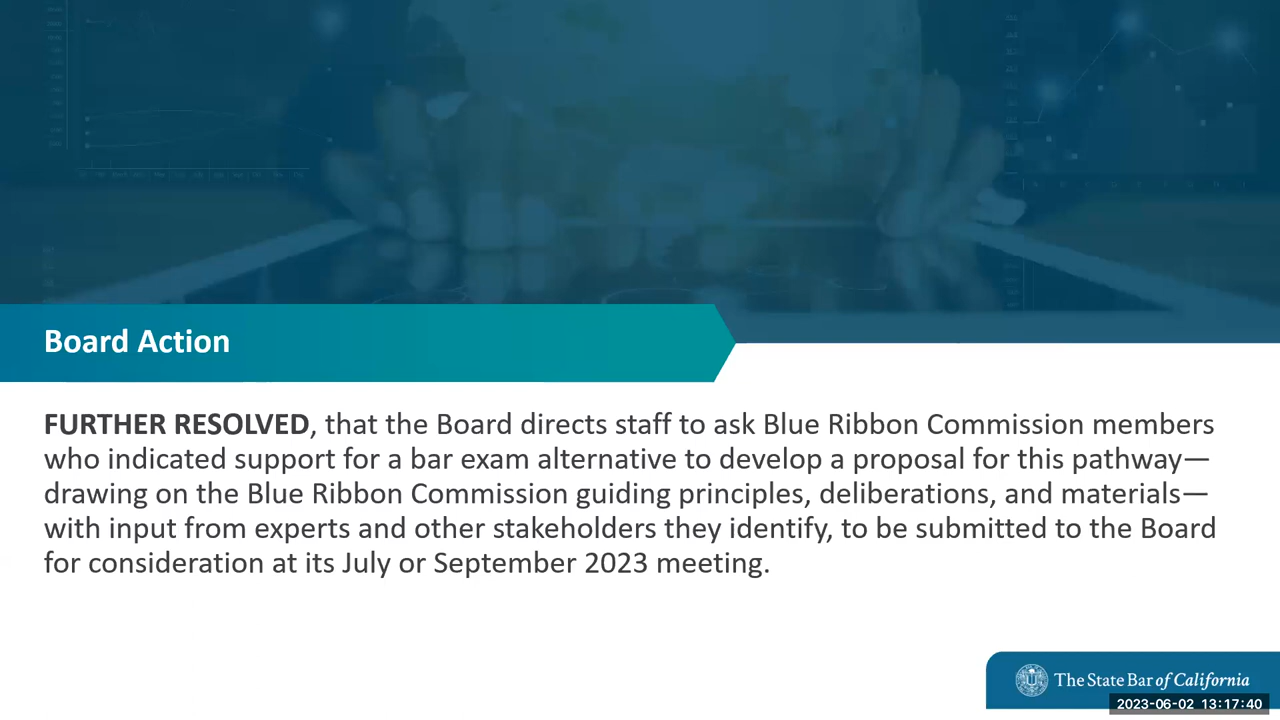 Board Action
FURTHER RESOLVED, that the Board directs staff to ask Blue Ribbon Commission members
who indicated support for a bar exam alternative to develop a proposal for this pathway—
drawing on the Blue Ribbon Commission guiding principles, deliberations, and materials—
with input from experts and other stakeholders they identify, to be submitted to the Board
for consideration at its July or September 2023 meeting.
The State Bar of California
2023-06-02 13:17:40